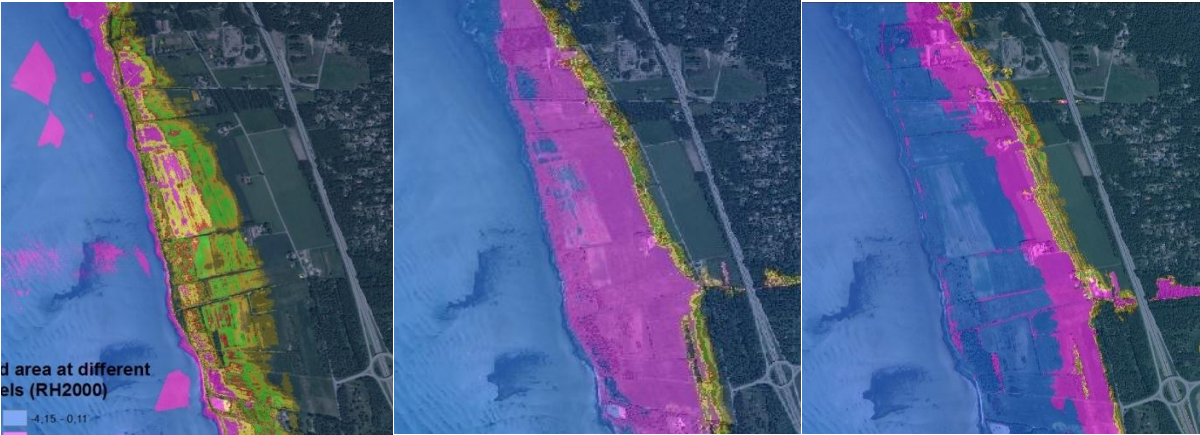 d area at different
els (RH2000)
-4,15 - 0,11